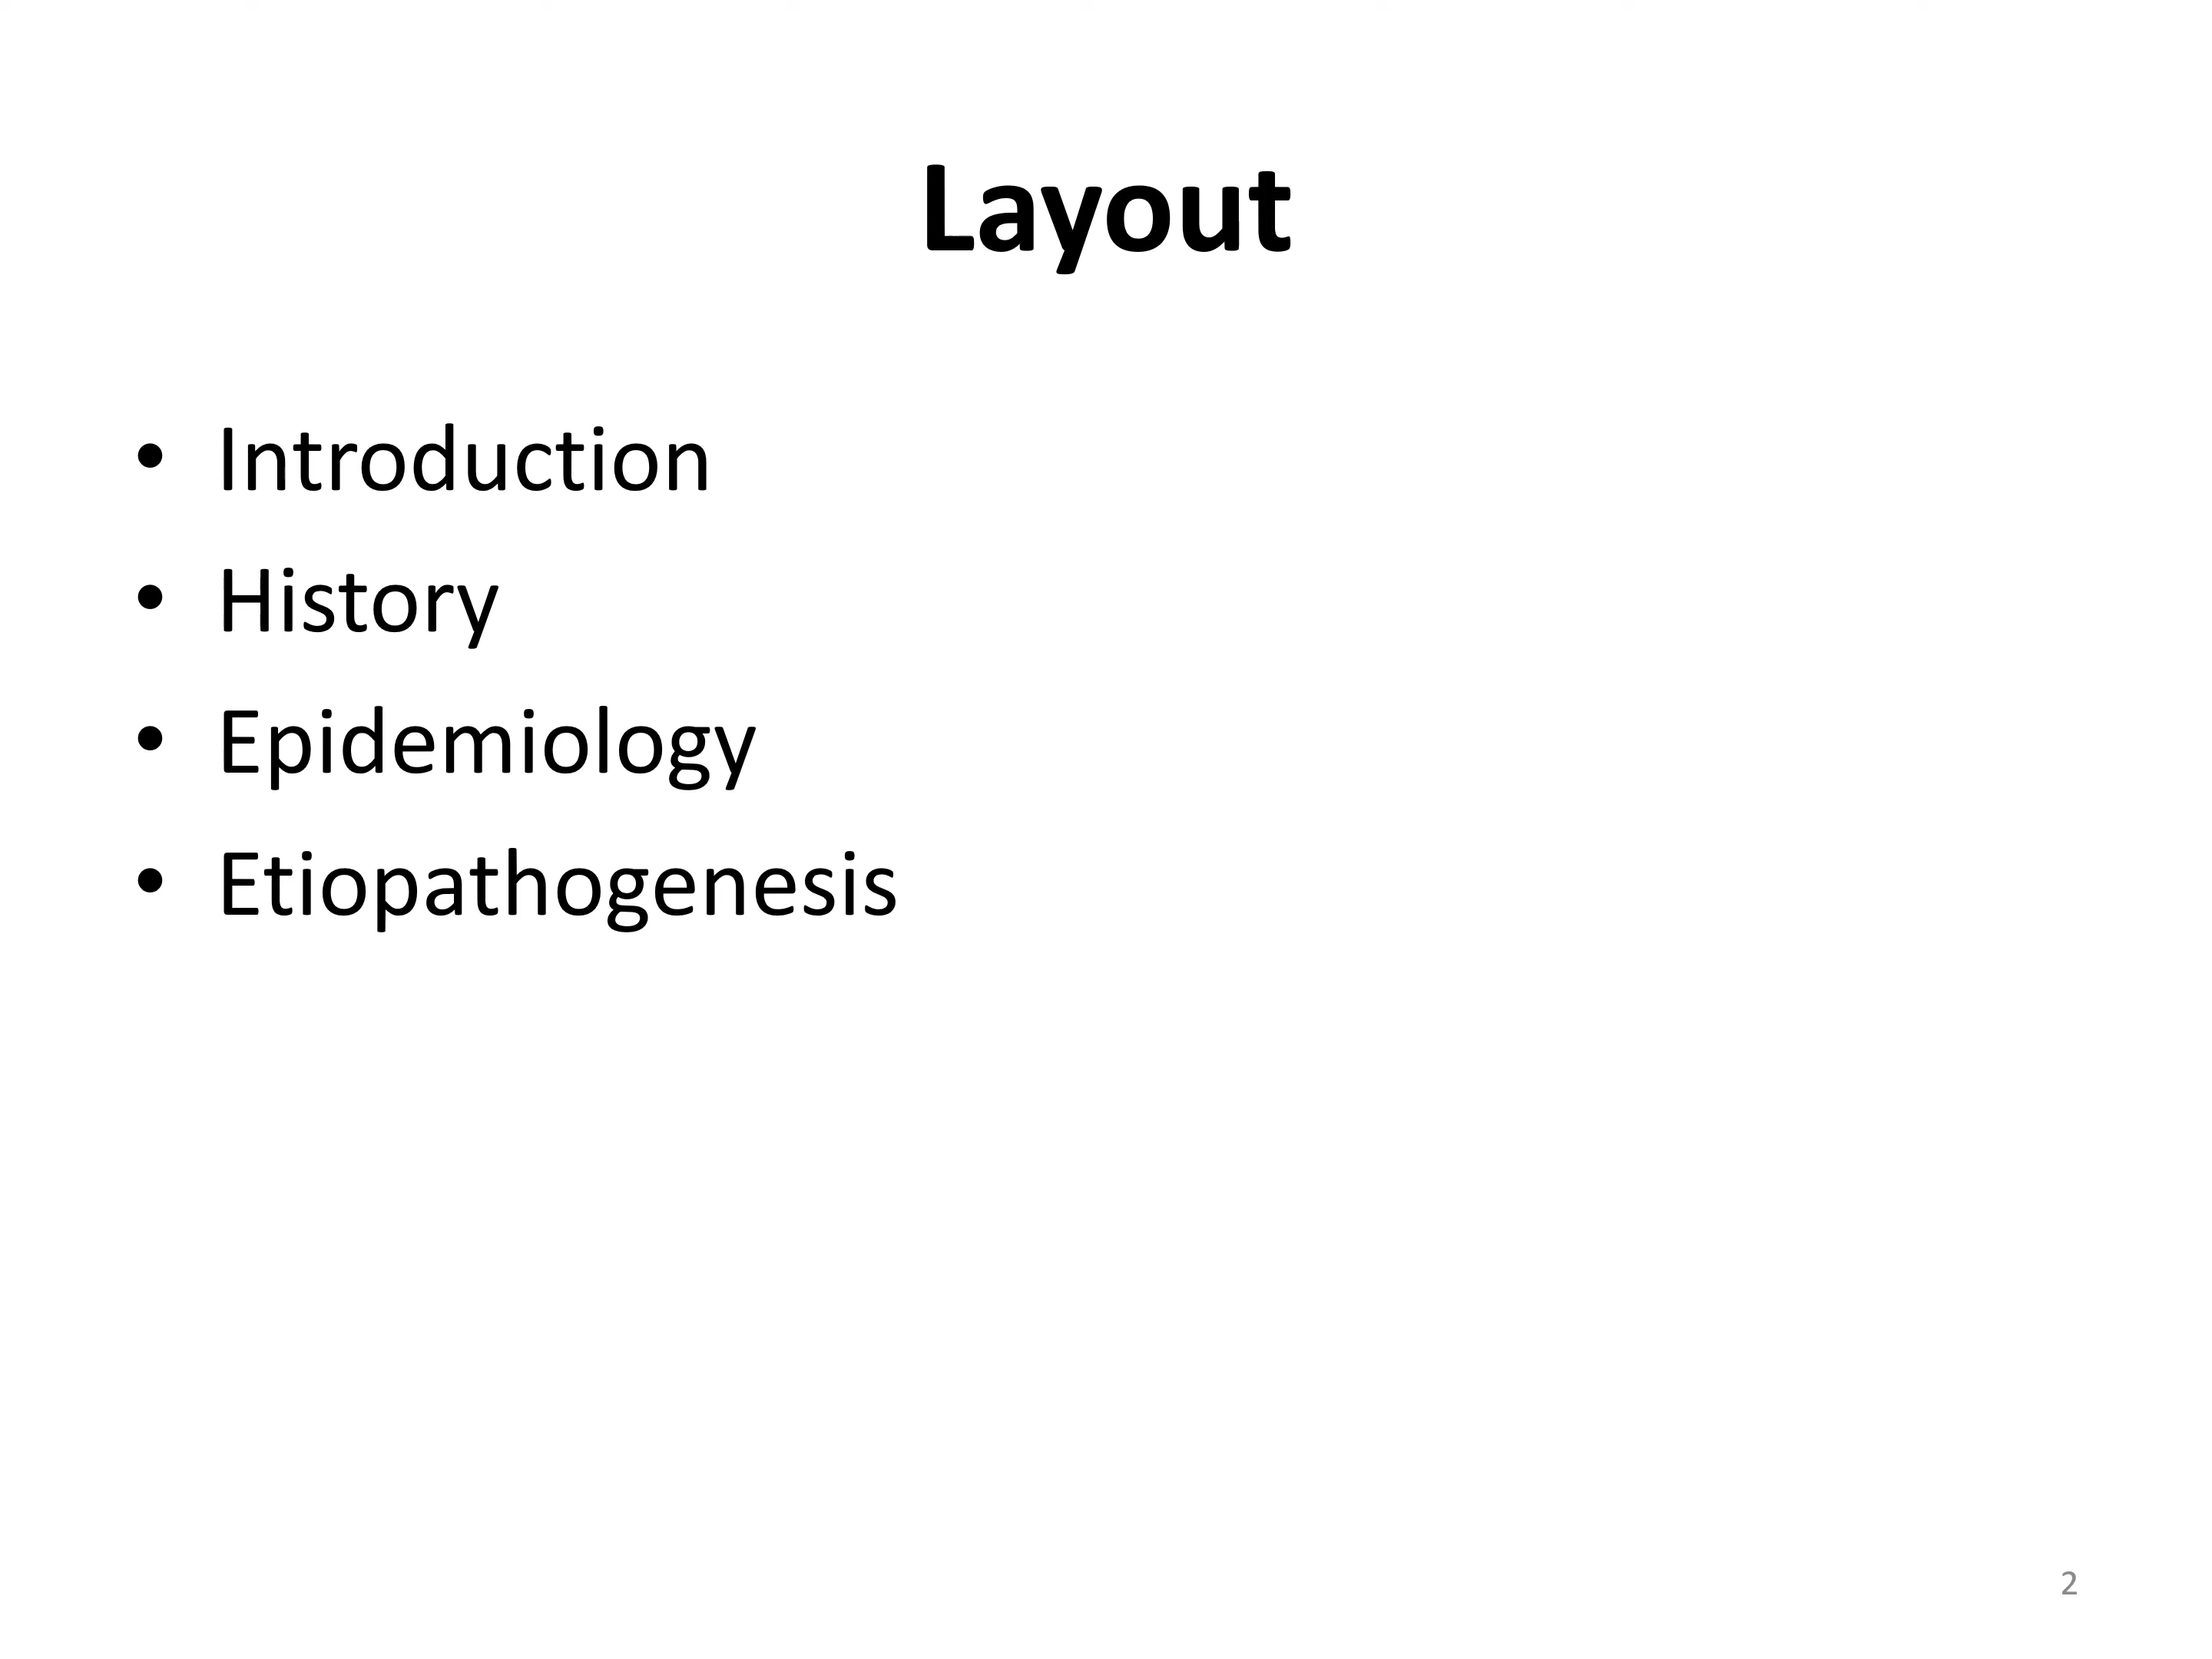 Layout
• Introduction
• History
• Epidemiology
• Etiopathogenesis
2